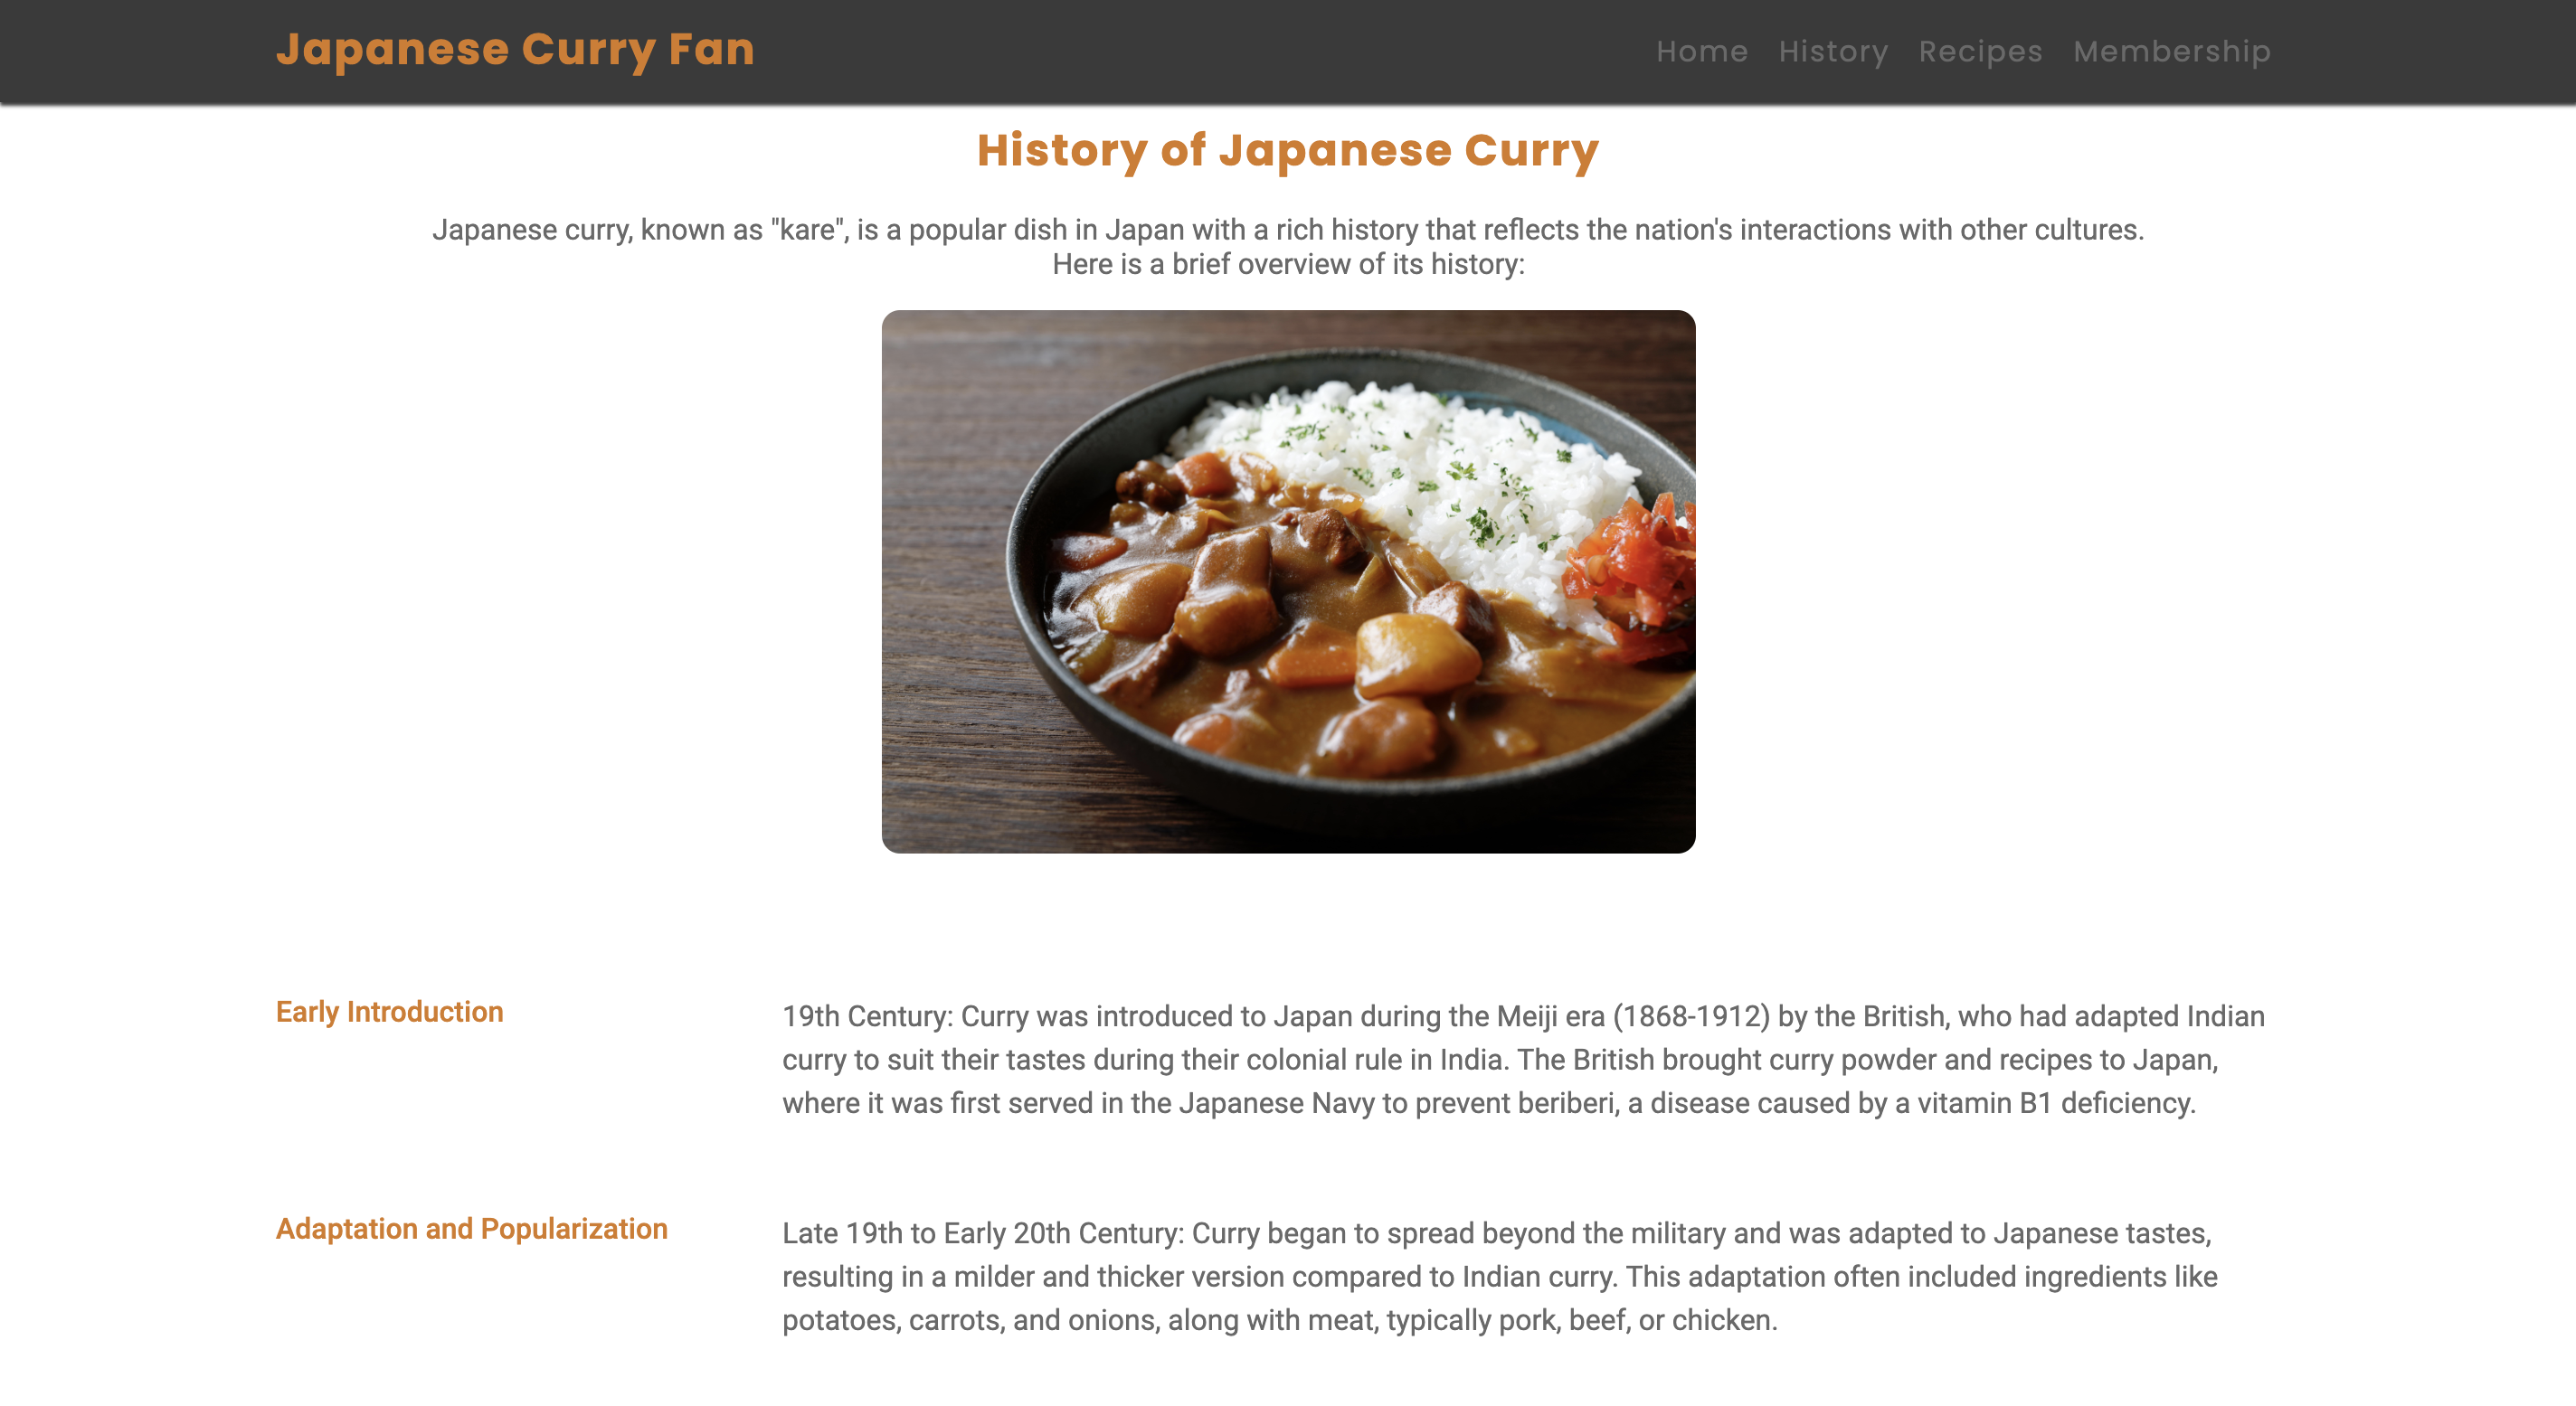 Japanese Curry Fan
Home History Recipes Membership
History of Japanese Curry
Japanese curry, known as "kare", is a popular dish in Japan with a rich history that reflects the nation's interactions with other cultures.
Here is a brief overview of its history:
Early Introduction
19th Century: Curry was introduced to Japan during the Meiji era (1868-1912) by the British, who had adapted Indian
curry to suit their tastes during their colonial rule in India. The British brought curry powder and recipes to Japan,
where it was first served in the Japanese Navy to prevent beriberi, a disease caused by a vitamin B1 deficiency.
Adaptation and Popularization
Late 19th to Early 20th Century: Curry began to spread beyond the military and was adapted to Japanese tastes,
resulting in a milder and thicker version compared to Indian curry. This adaptation often included ingredients like
potatoes, carrots, and onions, along with meat, typically pork, beef, or chicken.